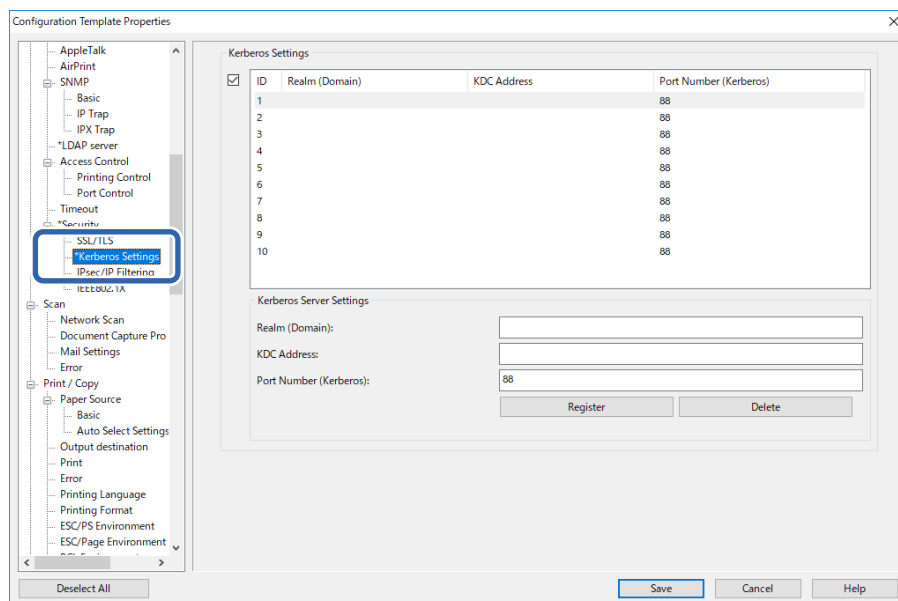 Configuration Template Properties
AppleTalk
AirPrint
SNMP
Basic
IP Trap
IPX Trap
*LDAP server
Access Control
Printing Control
Port Control
Timeout
*Security
SSL/TLS
*Kerberos Settings
IPsec/IP Filtering
IEEE802.1X
Scan
Network Scan
Document Capture Pro
Mail Settings
Error
Print / Copy
Paper Source
Basic
Auto Select Settings
Output destination
Print
Error
Printing Language
Printing Format
ESC/PS Environment
ESC/Page Environment
Kerberos Settings
ID Realm (Domain) KDC Address Port Number (Kerberos)
1 88
2 88
3 88
4 88
5 88
6 88
7 88
8 88
9 88
10 88
Kerberos Server Settings
Realm (Domain):
KDC Address:
Port Number (Kerberos): 88
Register Delete
Deselect All Save Cancel Help